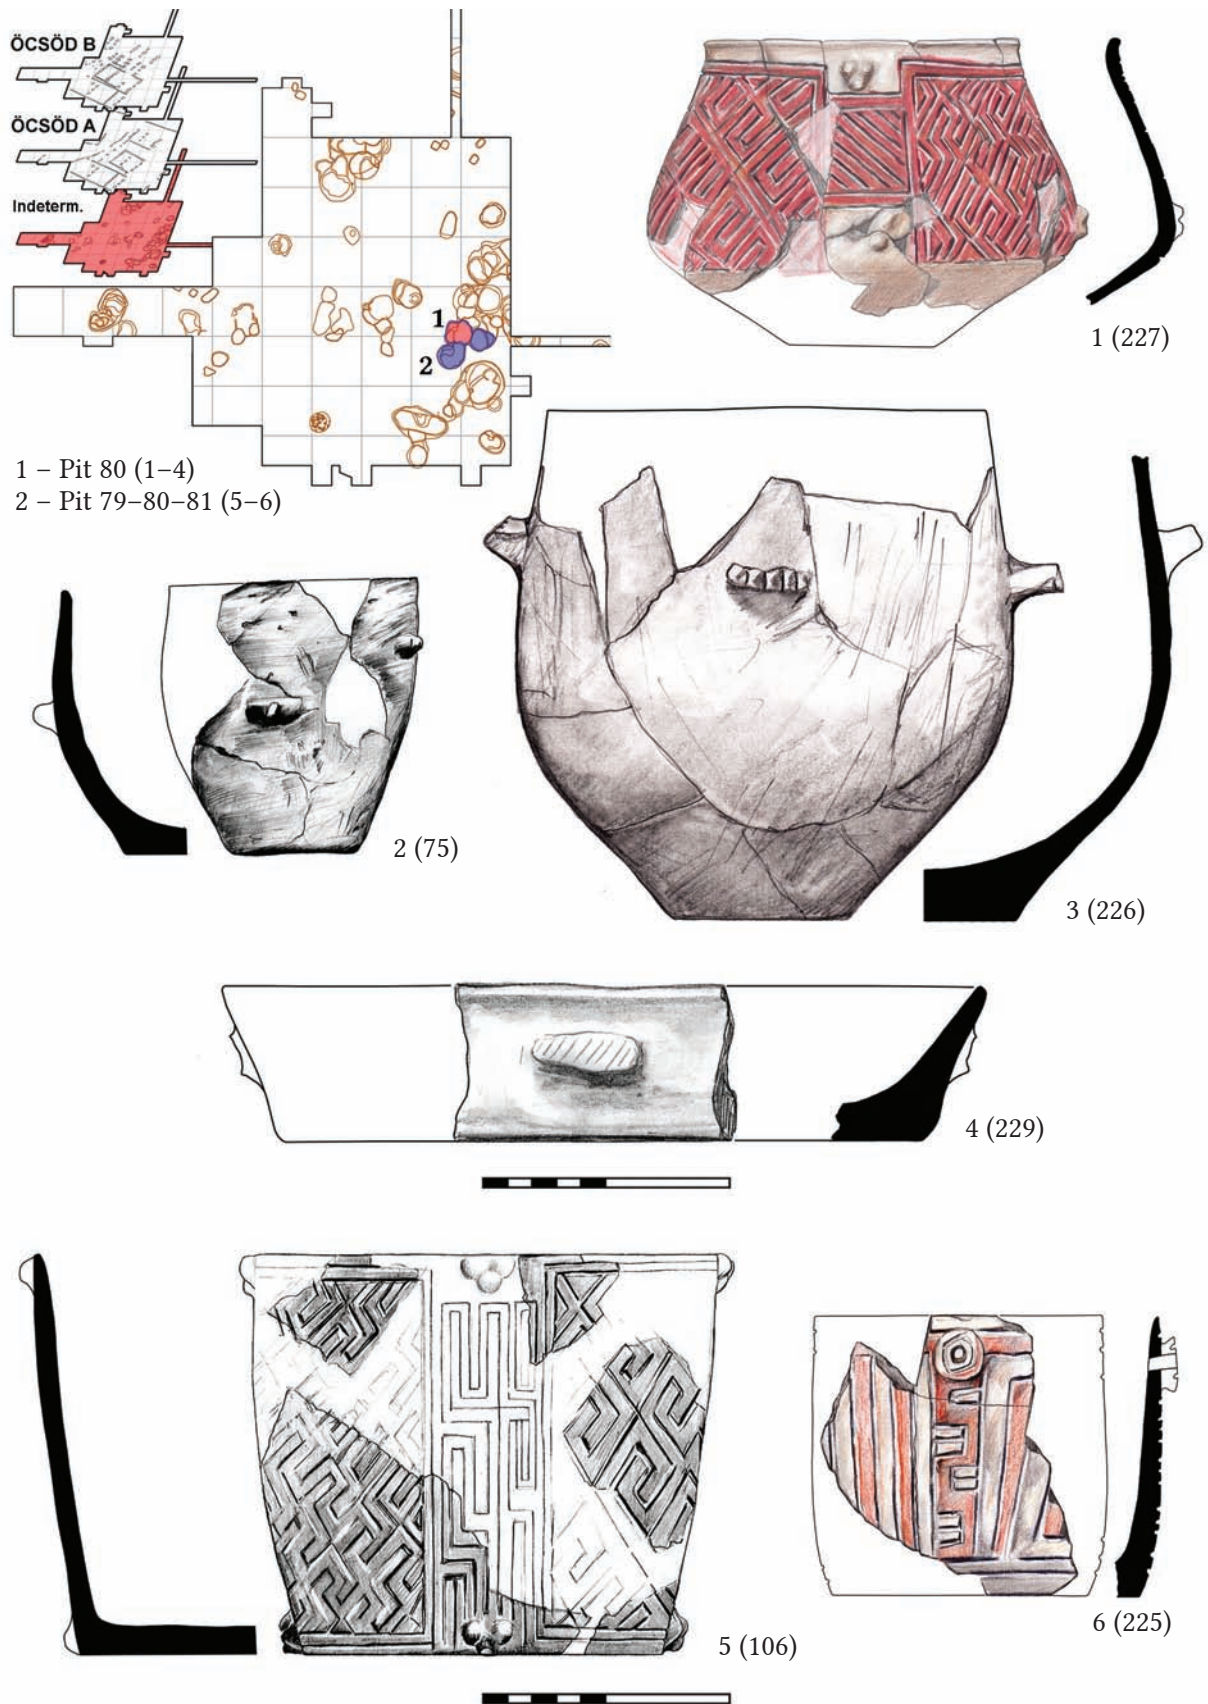 ÖCSÖD B
ÖCSÖD A
Indeterm.
1
2
1 – Pit 80 (1–4)
2 – Pit 79–80–81 (5–6)
1 (227)
2 (75)
3 (226)
4 (229)
5 (106)
6 (225)